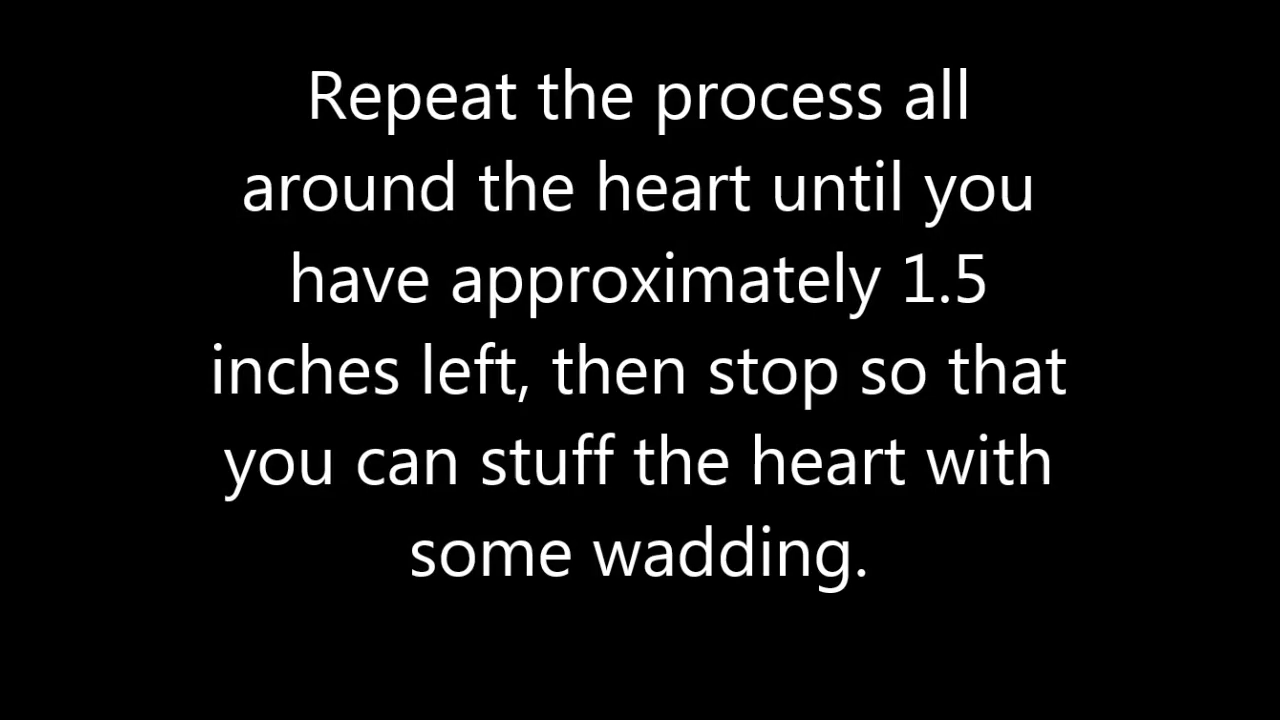 Repeat the process all
around the heart until you
have approximately 1.5
inches left, then stop so that
you can stuff the heart with
some wadding.